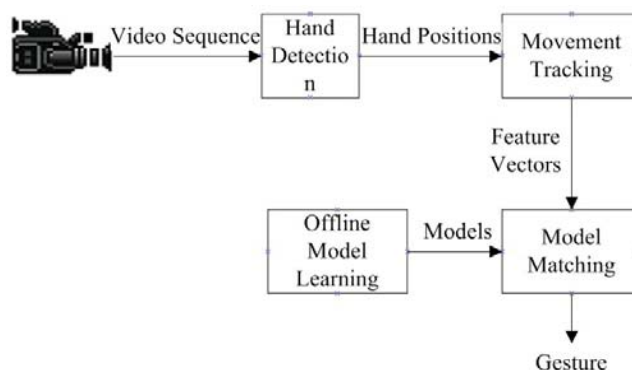 Video Sequence
Hand
Detectio
n
Hand Positions
Movement
Tracking
Feature
Vectors
Offline
Model
Learning
Models
Model
Matching
Gesture